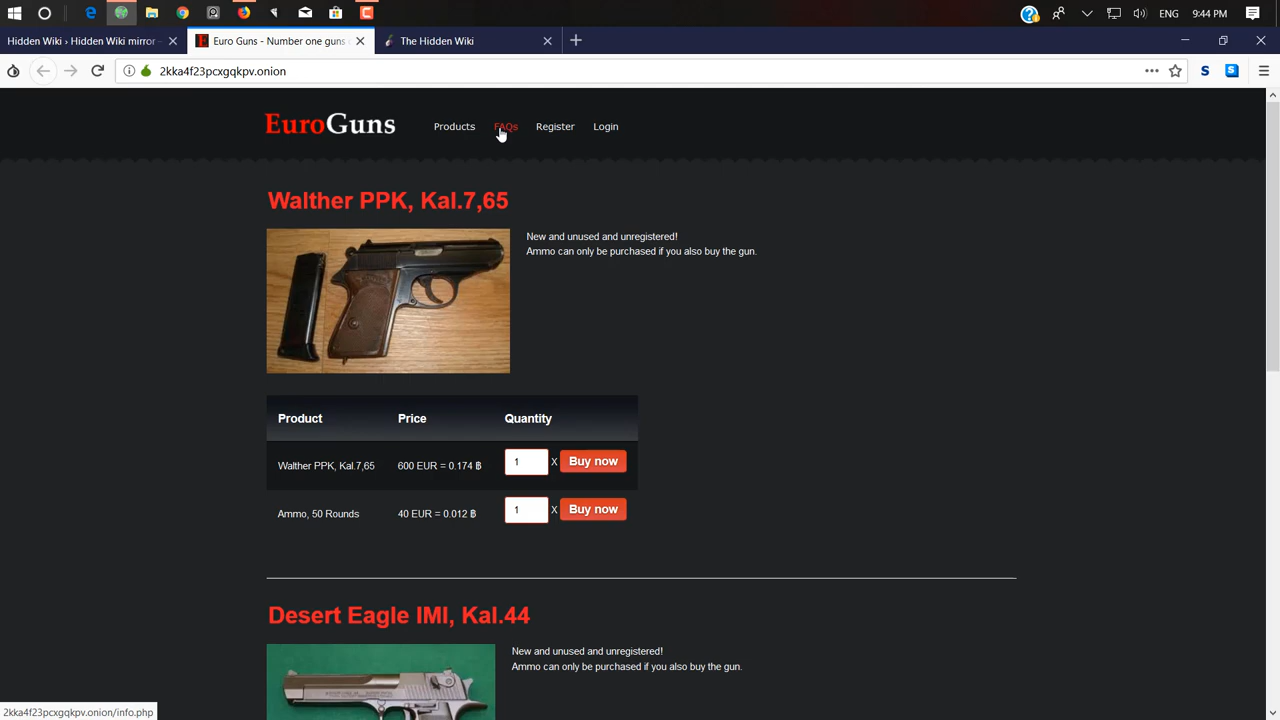 ENG 9:44 PM
Hidden Wiki › Hidden Wiki mirror –
Euro Guns - Number one guns
The Hidden Wiki
2kka4f23pcxgqkpv.onion
EuroGuns
Products FAQs Register Login
Walther PPK, Kal.7,65
New and unused and unregistered!
Ammo can only be purchased if you also buy the gun.
Product Price Quantity
Walther PPK, Kal.7,65 600 EUR = 0.174 ฿ 1 X Buy now
Ammo, 50 Rounds 40 EUR = 0.012 ฿ 1 X Buy now
Desert Eagle IMI, Kal.44
New and unused and unregistered!
Ammo can only be purchased if you also buy the gun.
2kka4f23pcxgqkpv.onion/info.php